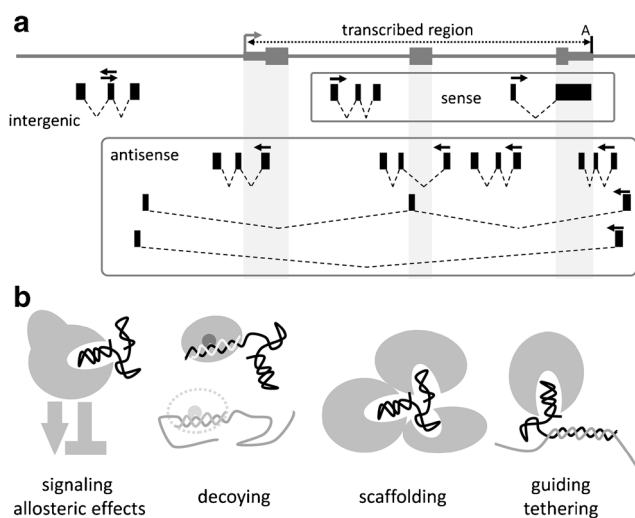 a
transcribed region
A
intergenic
sense
antisense
b
signaling
allosteric effects
decoying
scaffolding
guiding
tethering